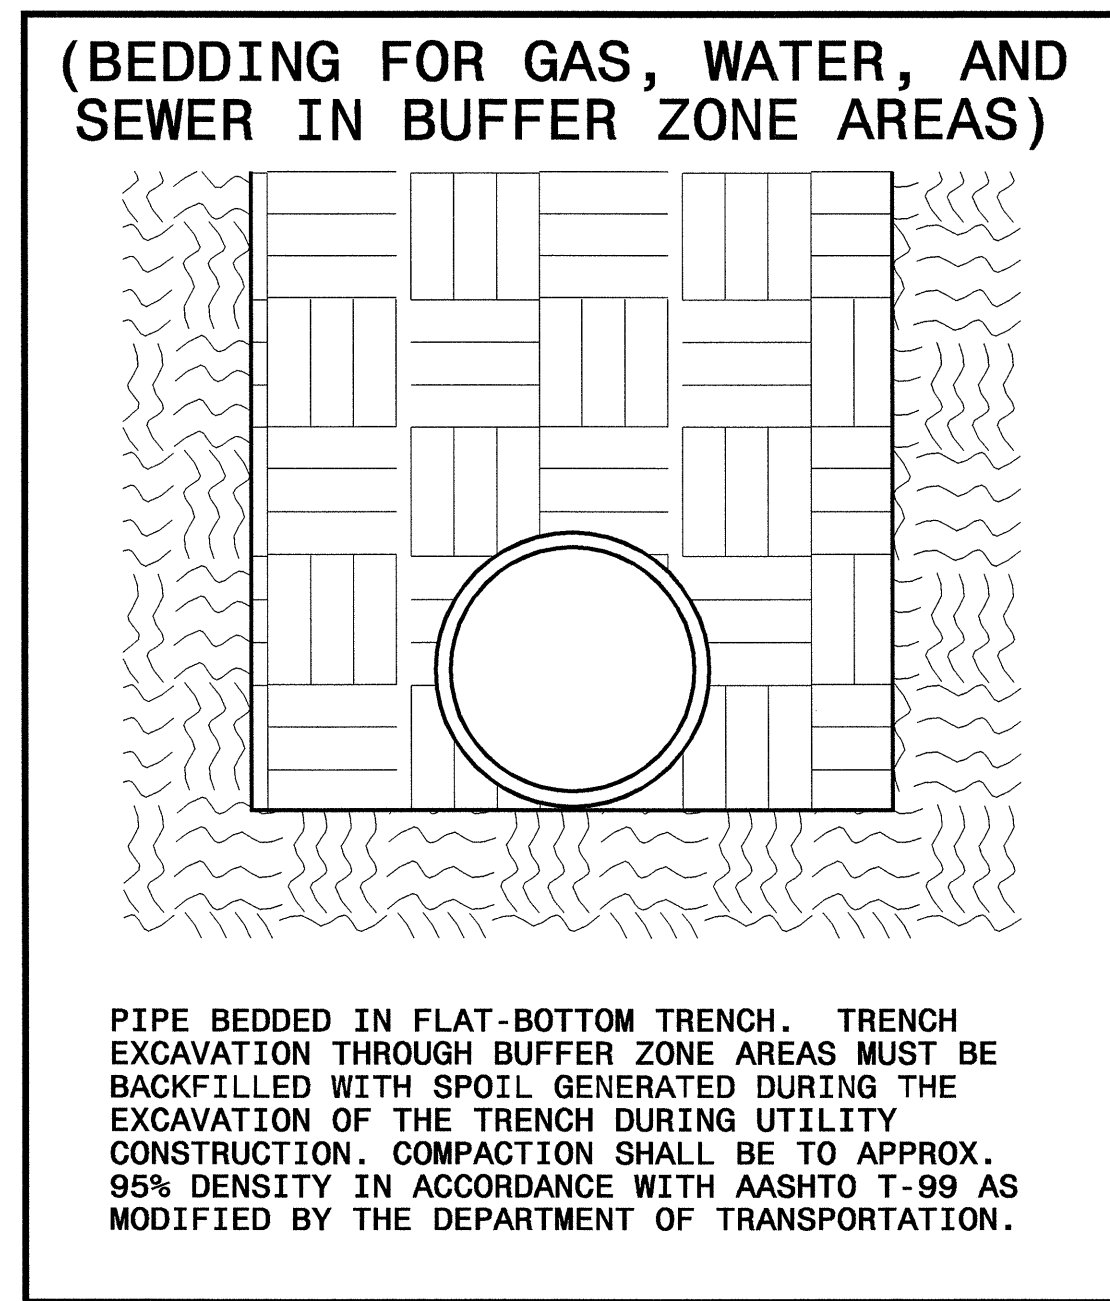 (BEDDING FOR GAS, WATER, AND
SEWER IN BUFFER ZONE AREAS)
PIPE BEDDED IN FLAT-BOTTOM TRENCH. TRENCH
EXCAVATION THROUGH BUFFER ZONE AREAS MUST BE
BACKFILLED WITH SPOIL GENERATED DURING THE
EXCAVATION OF THE TRENCH DURING UTILITY
CONSTRUCTION. COMPACTION SHALL BE TO APPROX.
95% DENSITY IN ACCORDANCE WITH AASHTO T-99 AS
MODIFIED BY THE DEPARTMENT OF TRANSPORTATION.